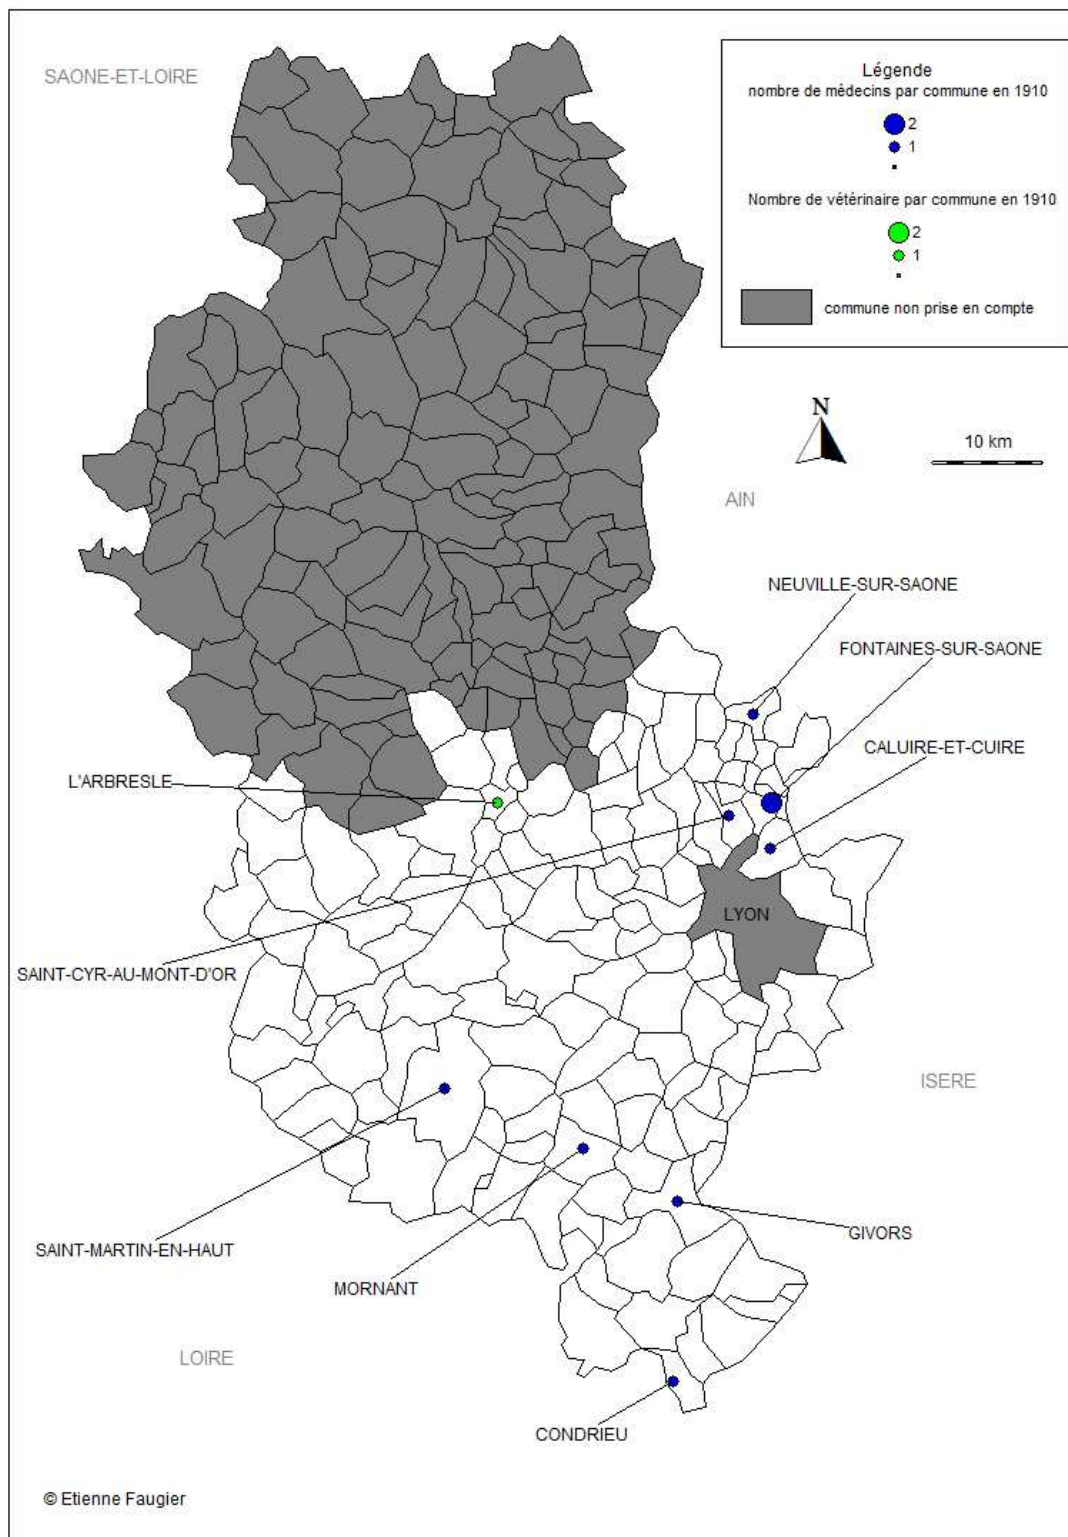 SAONE-ET-LOIRE
Légende
nombre de mèdecins par commune en 1910
2
1
Nombre de vétérinaire par commune en 1910
2
1
commune non prise en compte
N
10 km
AIN
NEUVILLE-SUR-SAONE
FONTAINES-SUR-SAONE
CALUIRE-ET-CUIRE
L'ARBRESLE
LYON
SAINT-CYR-AU-MONT-D'OR
ISERE
SAINT-MARTIN-EN-HAUT
GIVORS
MORNANT
LOIRE
CONDRIEU
© Etienne Faugier